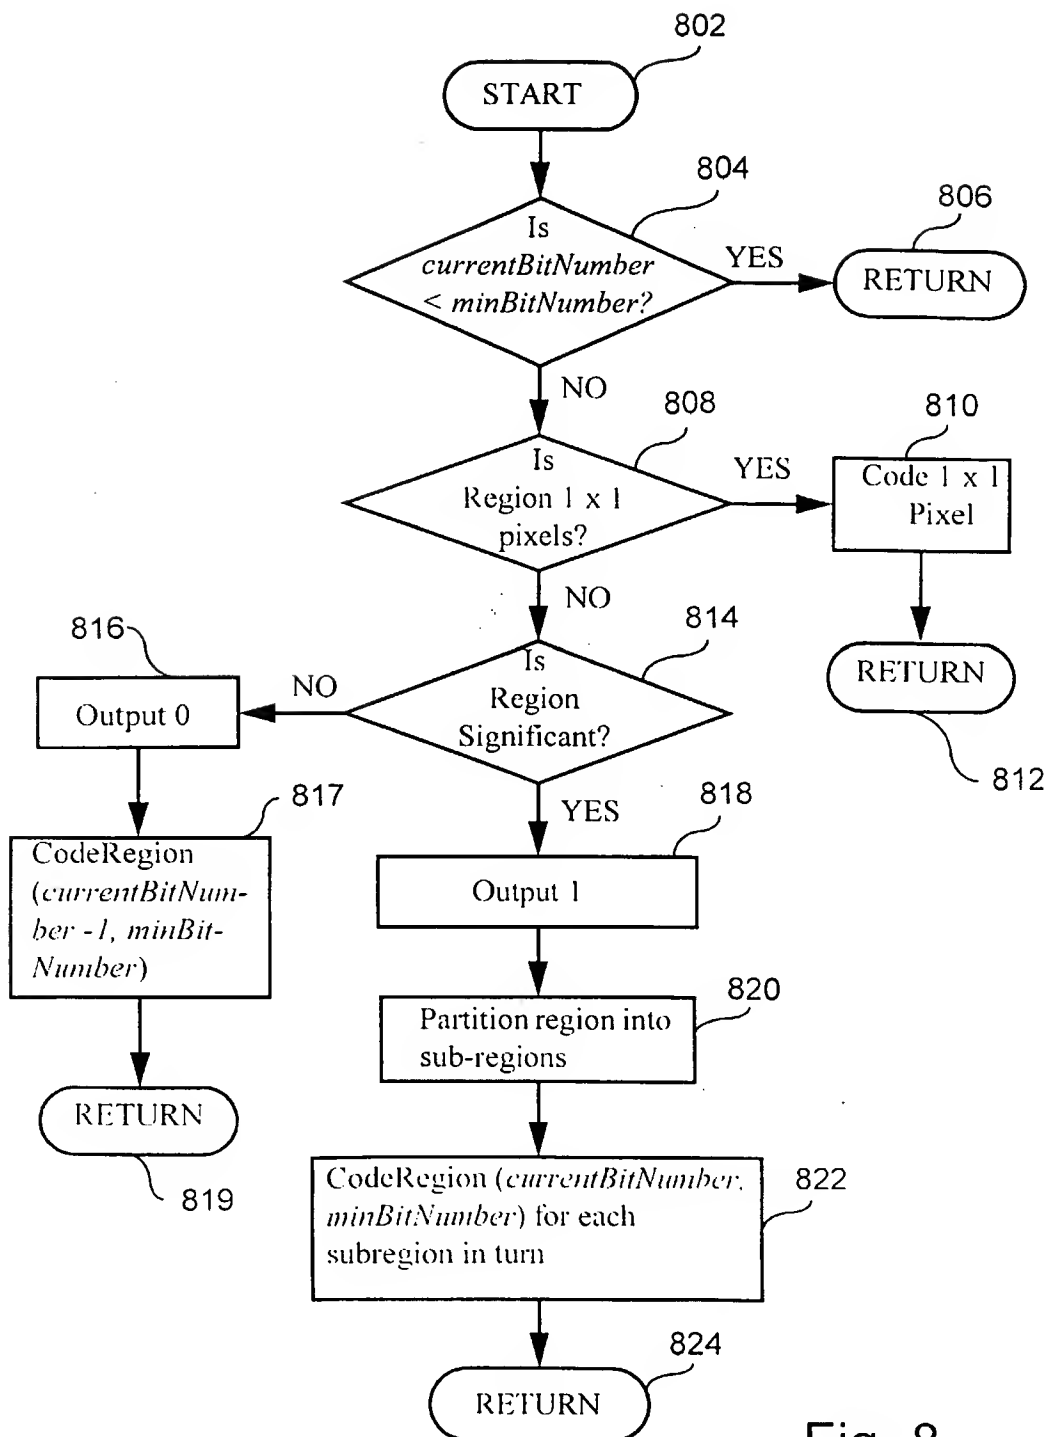 802
START
804
Is
currentBitNumber
< minBitNumber?
YES
806
RETURN
NO
808
Is
Region 1 x 1
pixels?
YES
810
Code 1 x 1
Pixel
NO
RETURN
812
814
Is
Region
Significant?
NO
816
Output 0
817
CodeRegion
(currentBitNum-
ber -1, minBit-
Number)
RETURN
819
YES
818
Output 1
820
Partition region into
sub-regions
822
CodeRegion (currentBitNumber,
minBitNumber) for each
subregion in turn
824
RETURN
Fig. 8